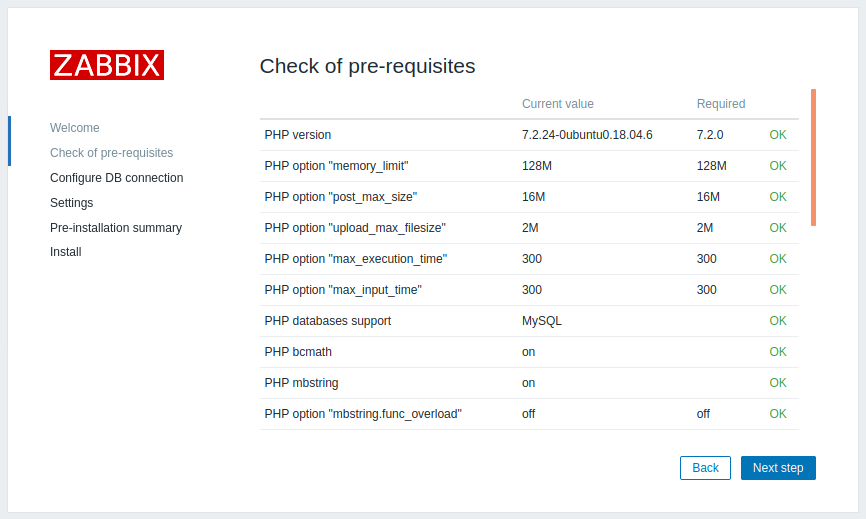 ZABBIX
Welcome
Check of pre-requisites
Configure DB connection
Settings
Pre-installation summary
Install
Check of pre-requisites
Current value Required
PHP version 7.2.24-0ubuntu0.18.04.6 7.2.0 OK
PHP option "memory_limit" 128M 128M OK
PHP option "post_max_size" 16M 16M OK
PHP option "upload_max_filesize" 2M 2M OK
PHP option "max_execution_time" 300 300 OK
PHP option "max_input_time" 300 300 OK
PHP databases support MySQL OK
PHP bcmath on OK
PHP mbstring on OK
PHP option "mbstring.func_overload" off off OK
Back Next step